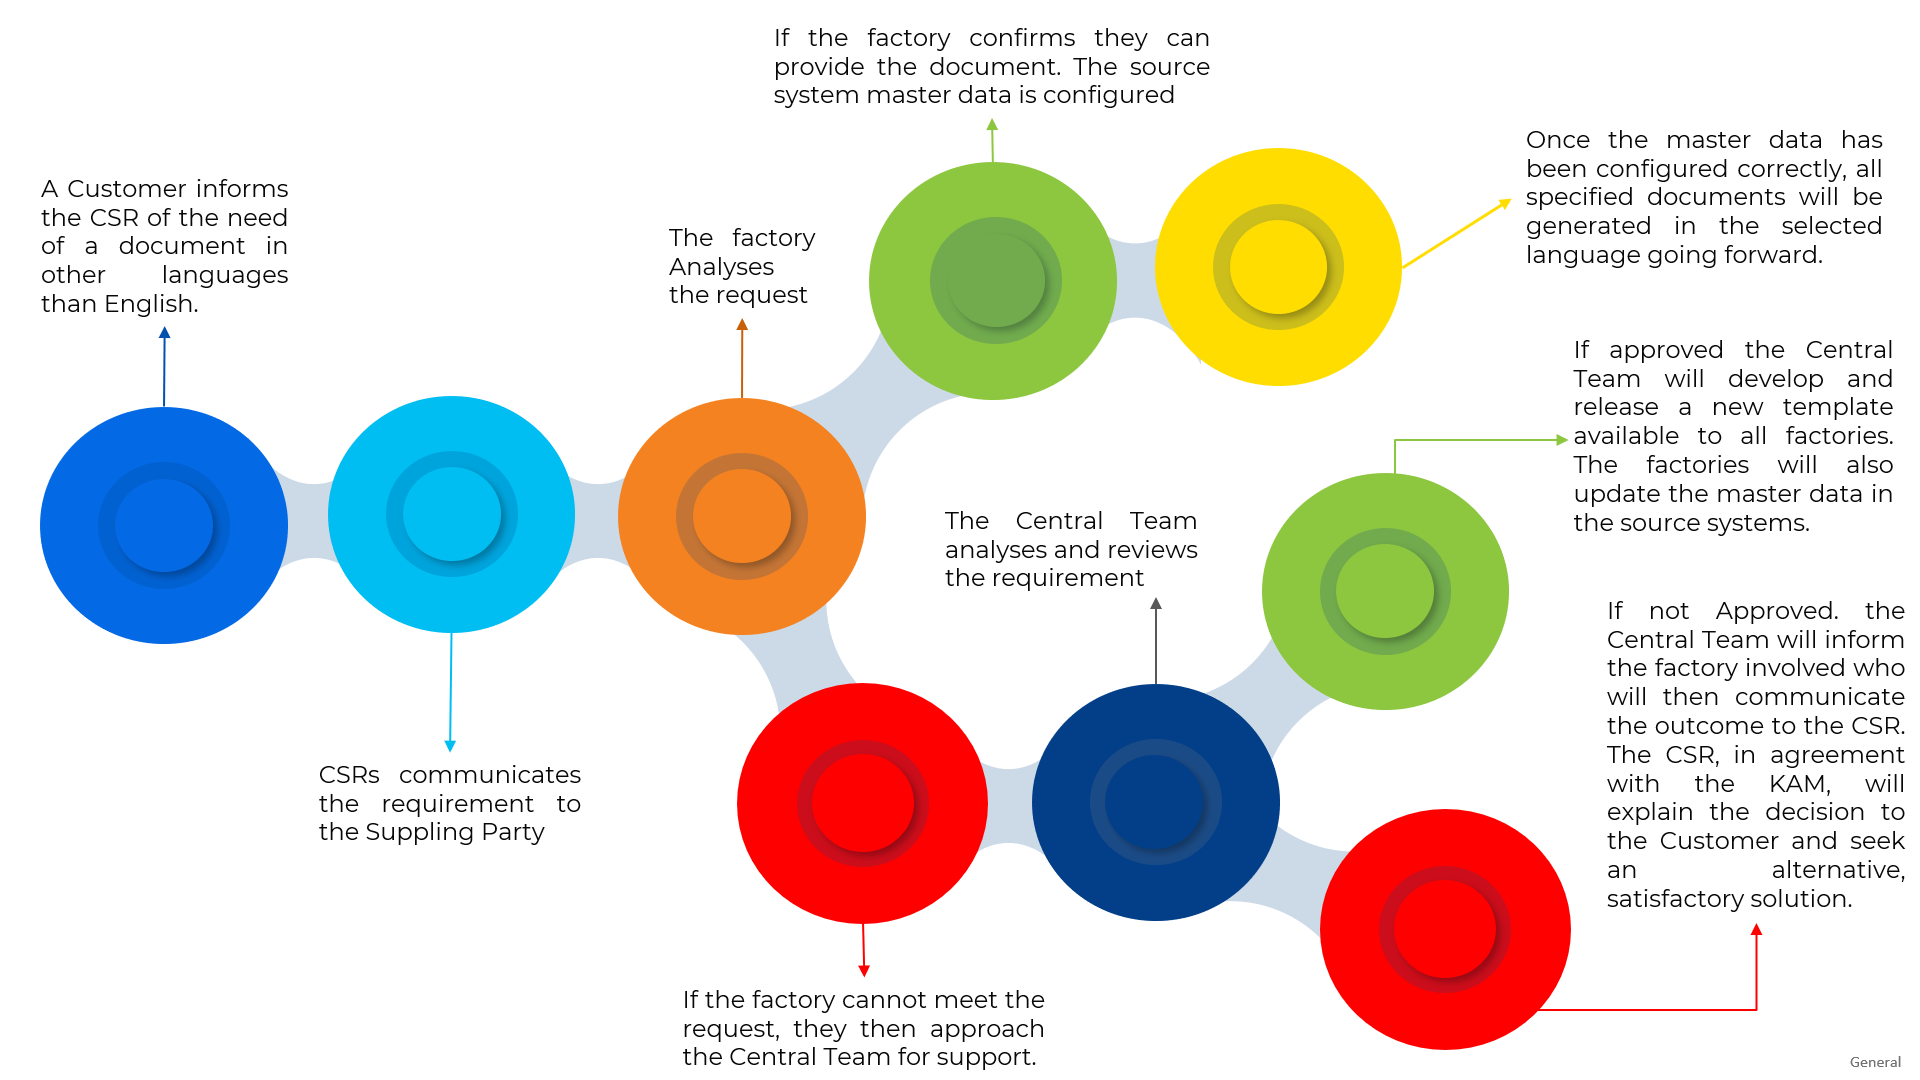 If the factory confirms they can
provide the document. The source
system master data is configured
Once the master data has
been configured correctly, all
specified documents will be
generated in the selected
language going forward.
A Customer informs
the CSR of the need
of a document in
other languages
than English.
The factory
Analyses
the request
If approved the Central
Team will develop and
release a new template
available to all factories.
The factories will also
update the master data in
the source systems.
The Central Team
analyses and reviews
the requirement
If not Approved. the
Central Team will inform
the factory involved who
will then communicate
the outcome to the CSR.
The CSR, in agreement
with the KAM, will
explain the decision to
the Customer and seek
an alternative,
satisfactory solution.
CSRs communicates
the requirement to
the Suppling Party
If the factory cannot meet the
request, they then approach
the Central Team for support.
General